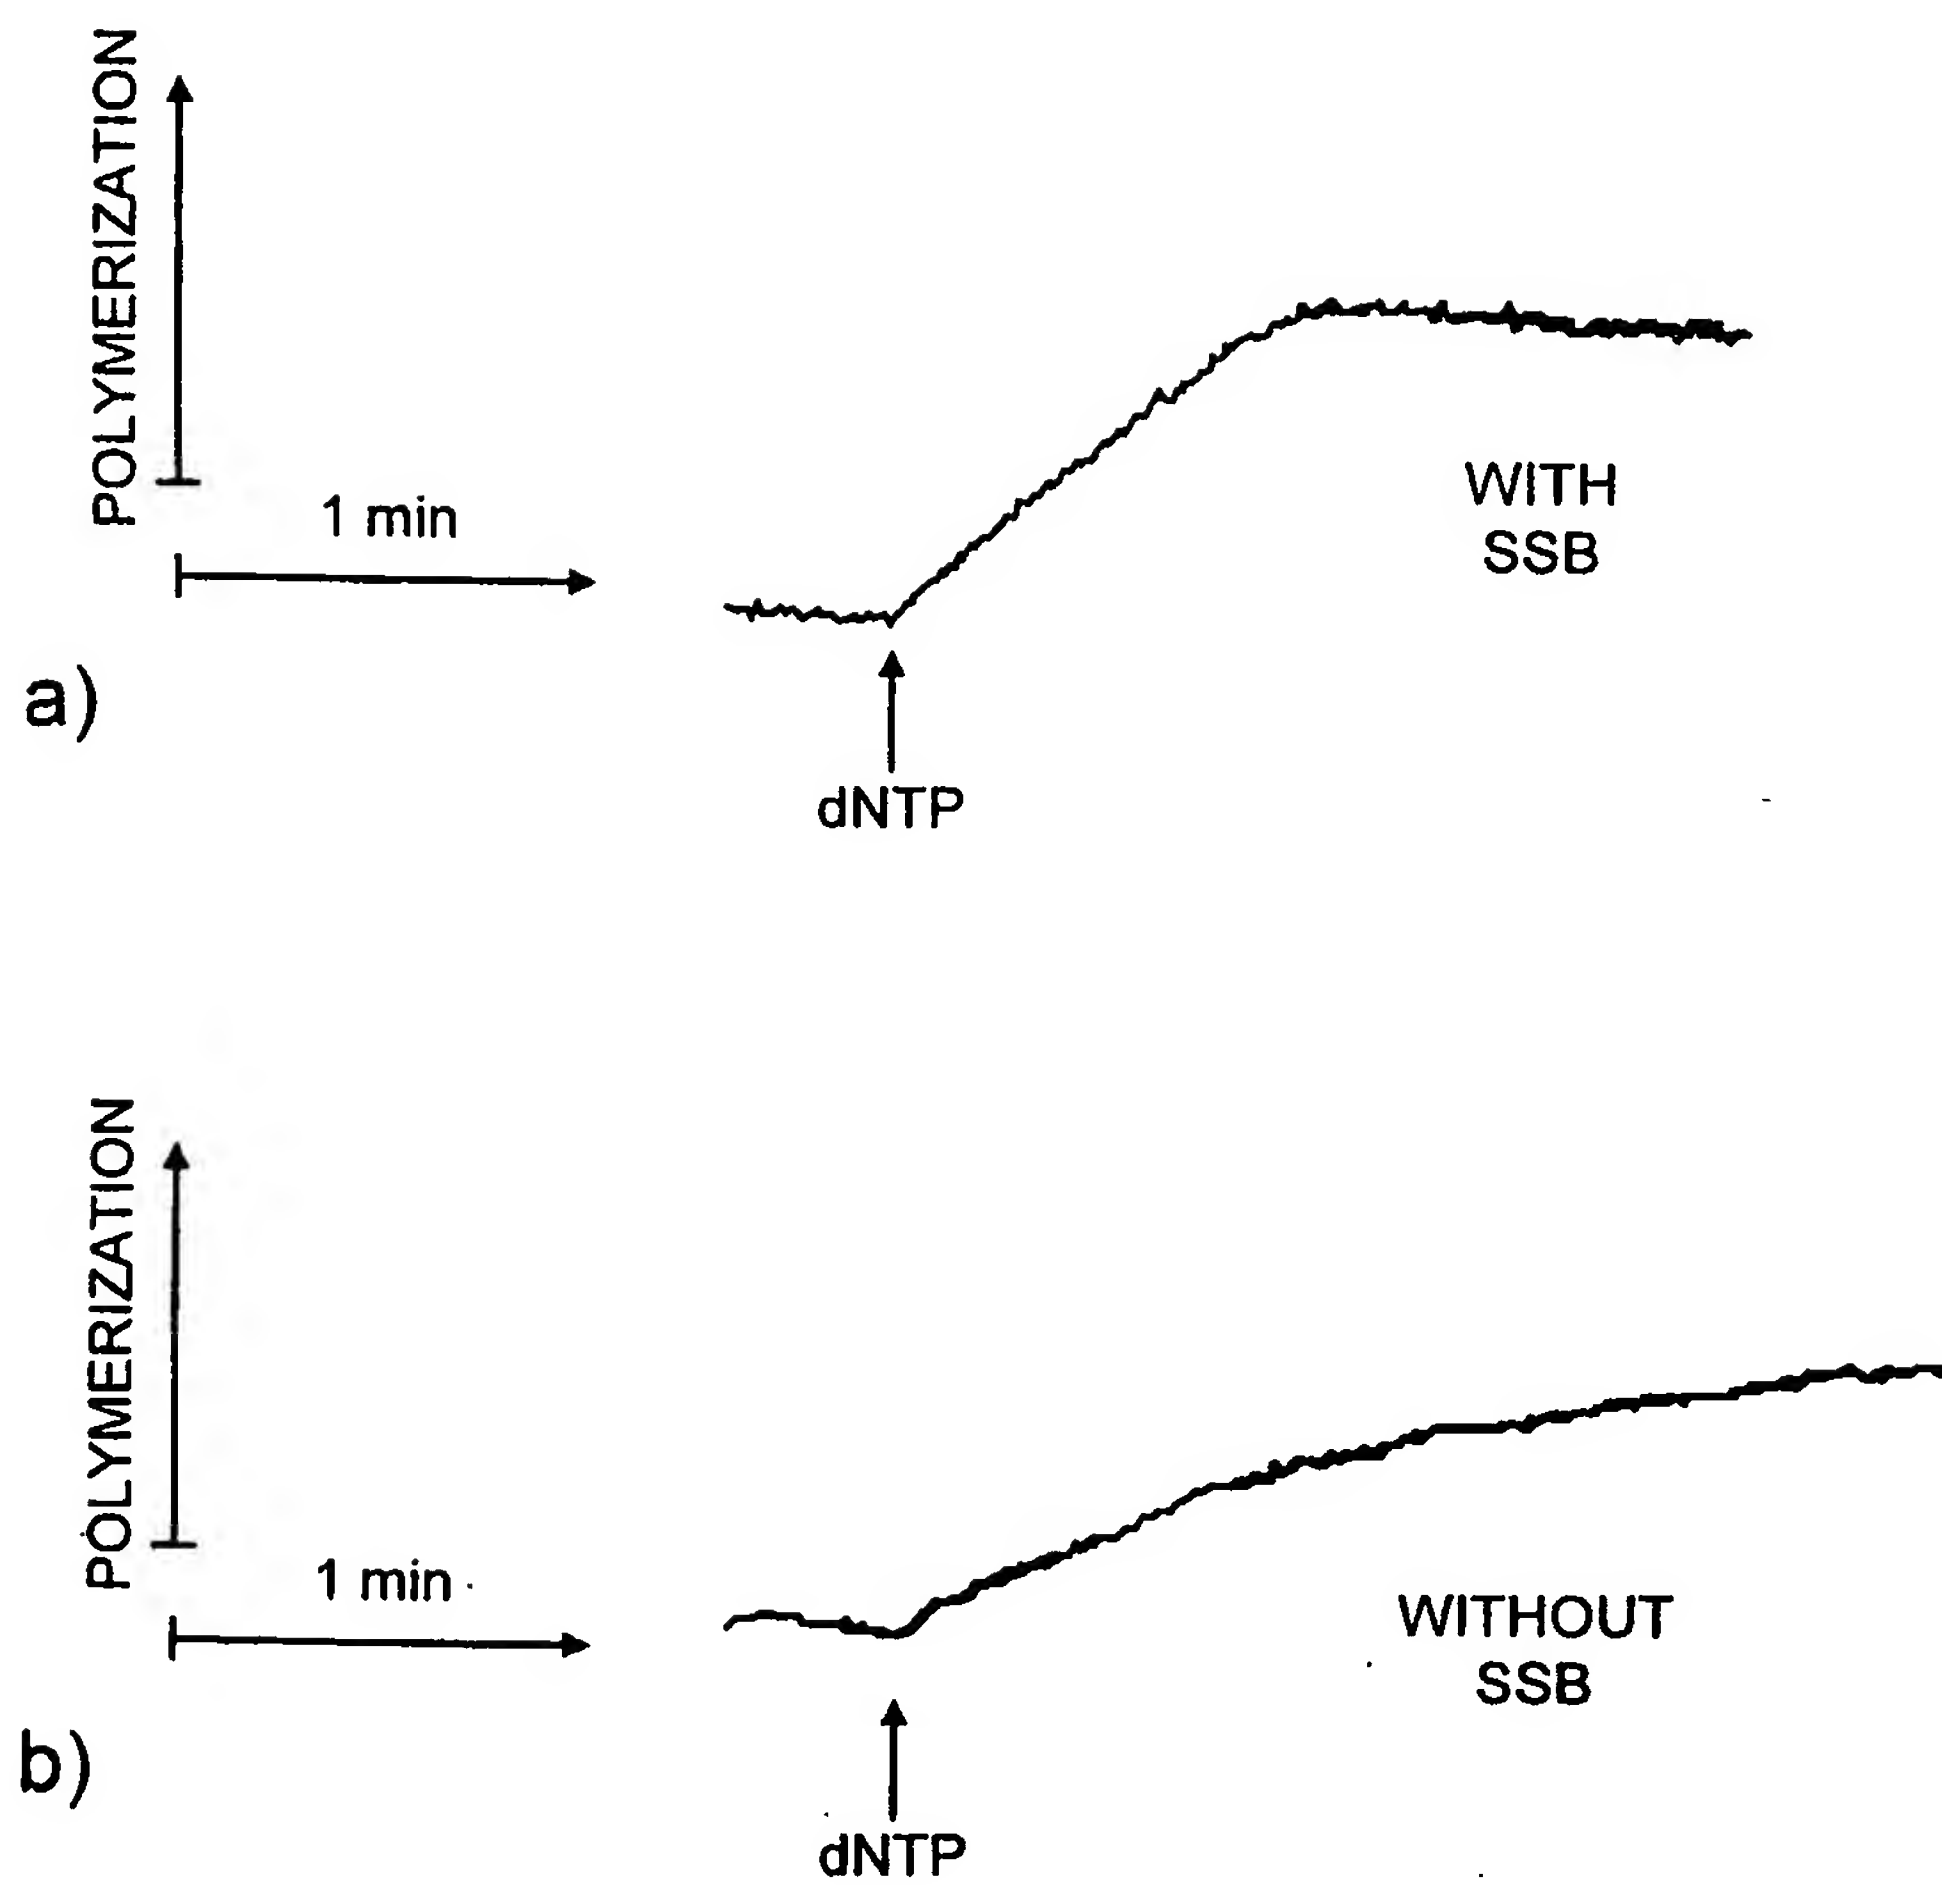 POLYMERIZATION
1 min
WITH
SSB
a)
dNTP
POLYMERIZATION
1 min
WITHOUT
SSB
b)
dNTP